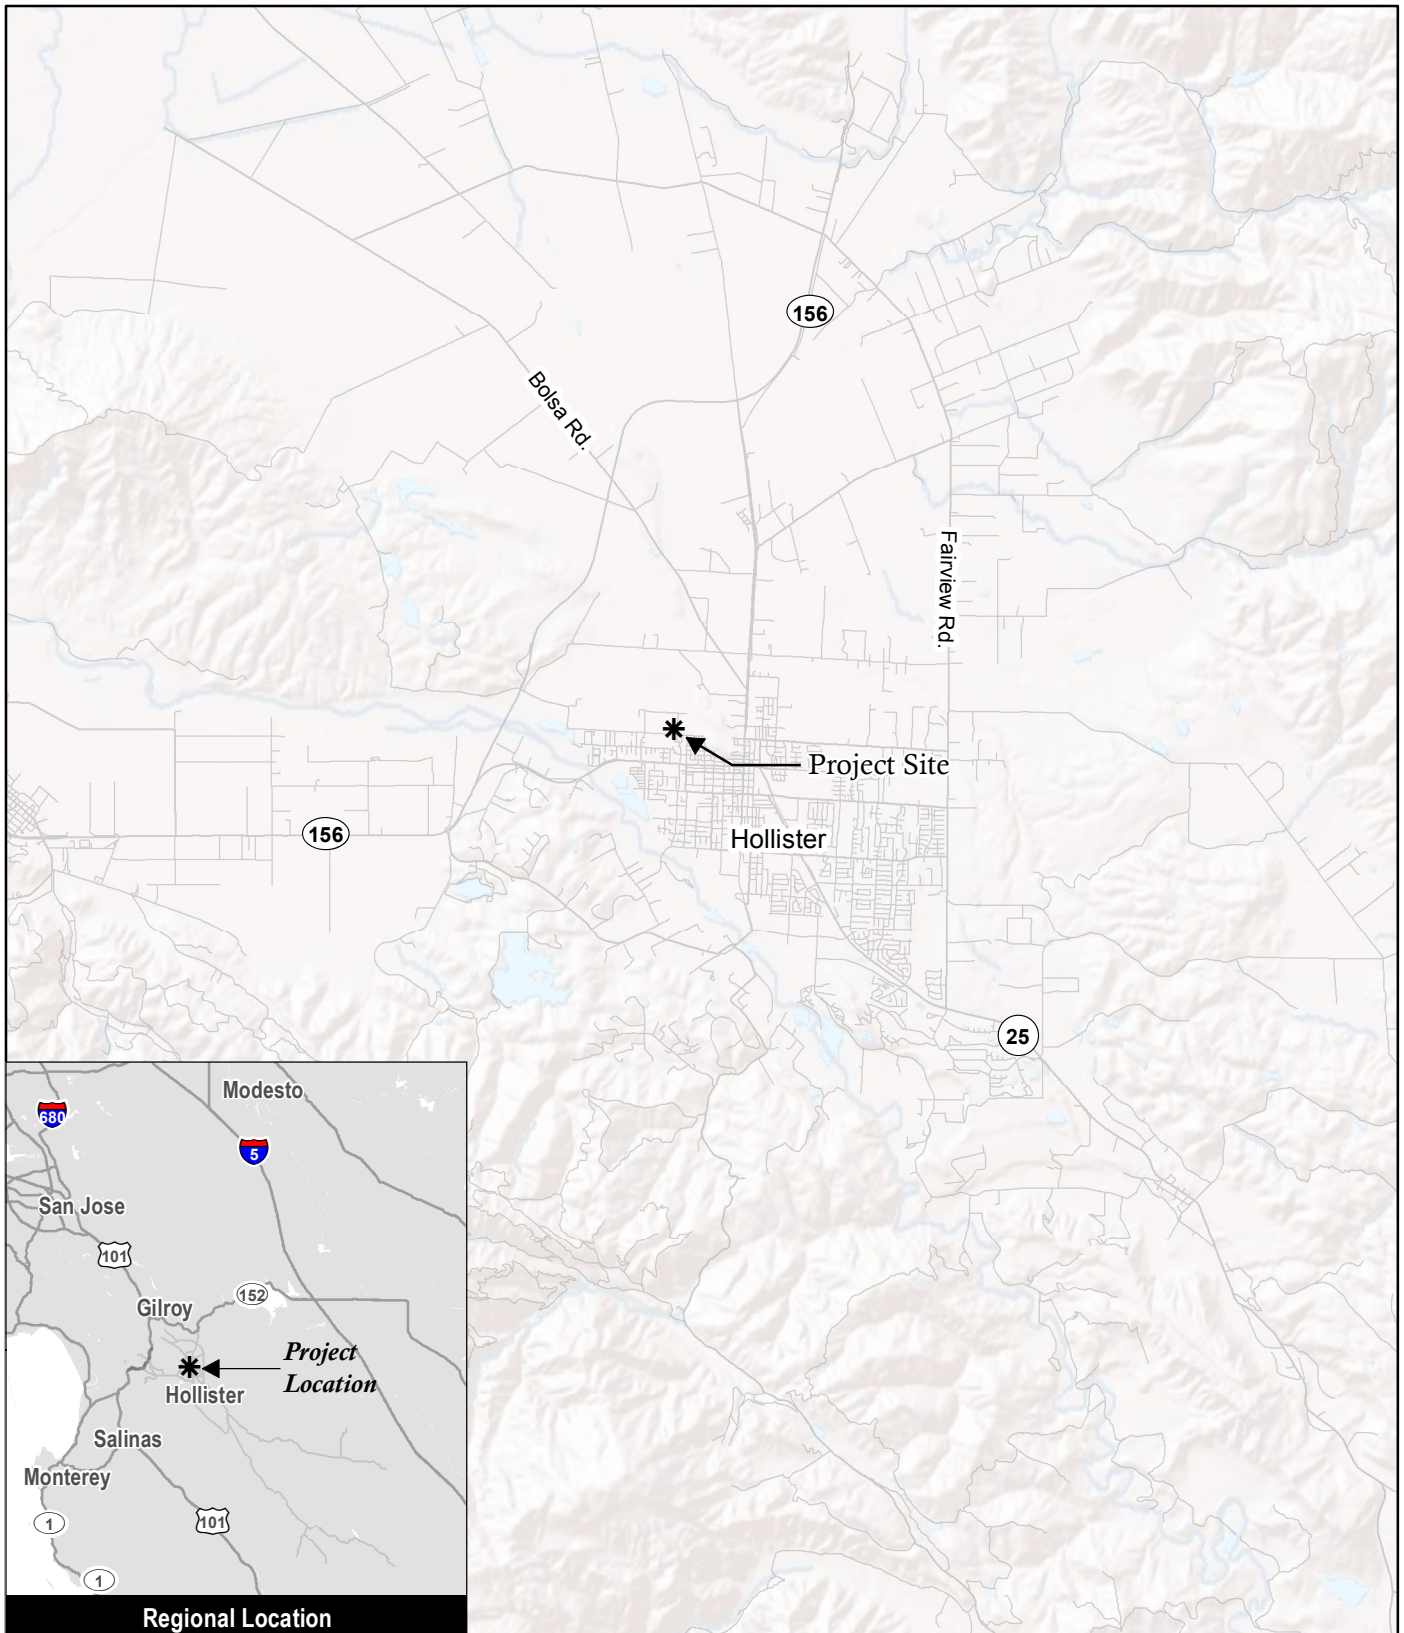 156
Bolsa Rd.
Fairview Rd.
Project Site
156
Hollister
25
Modesto
680
5
San Jose
101
Gilroy
152
Project
Location
Hollister
Salinas
Monterey
1
101
1
Regional Location